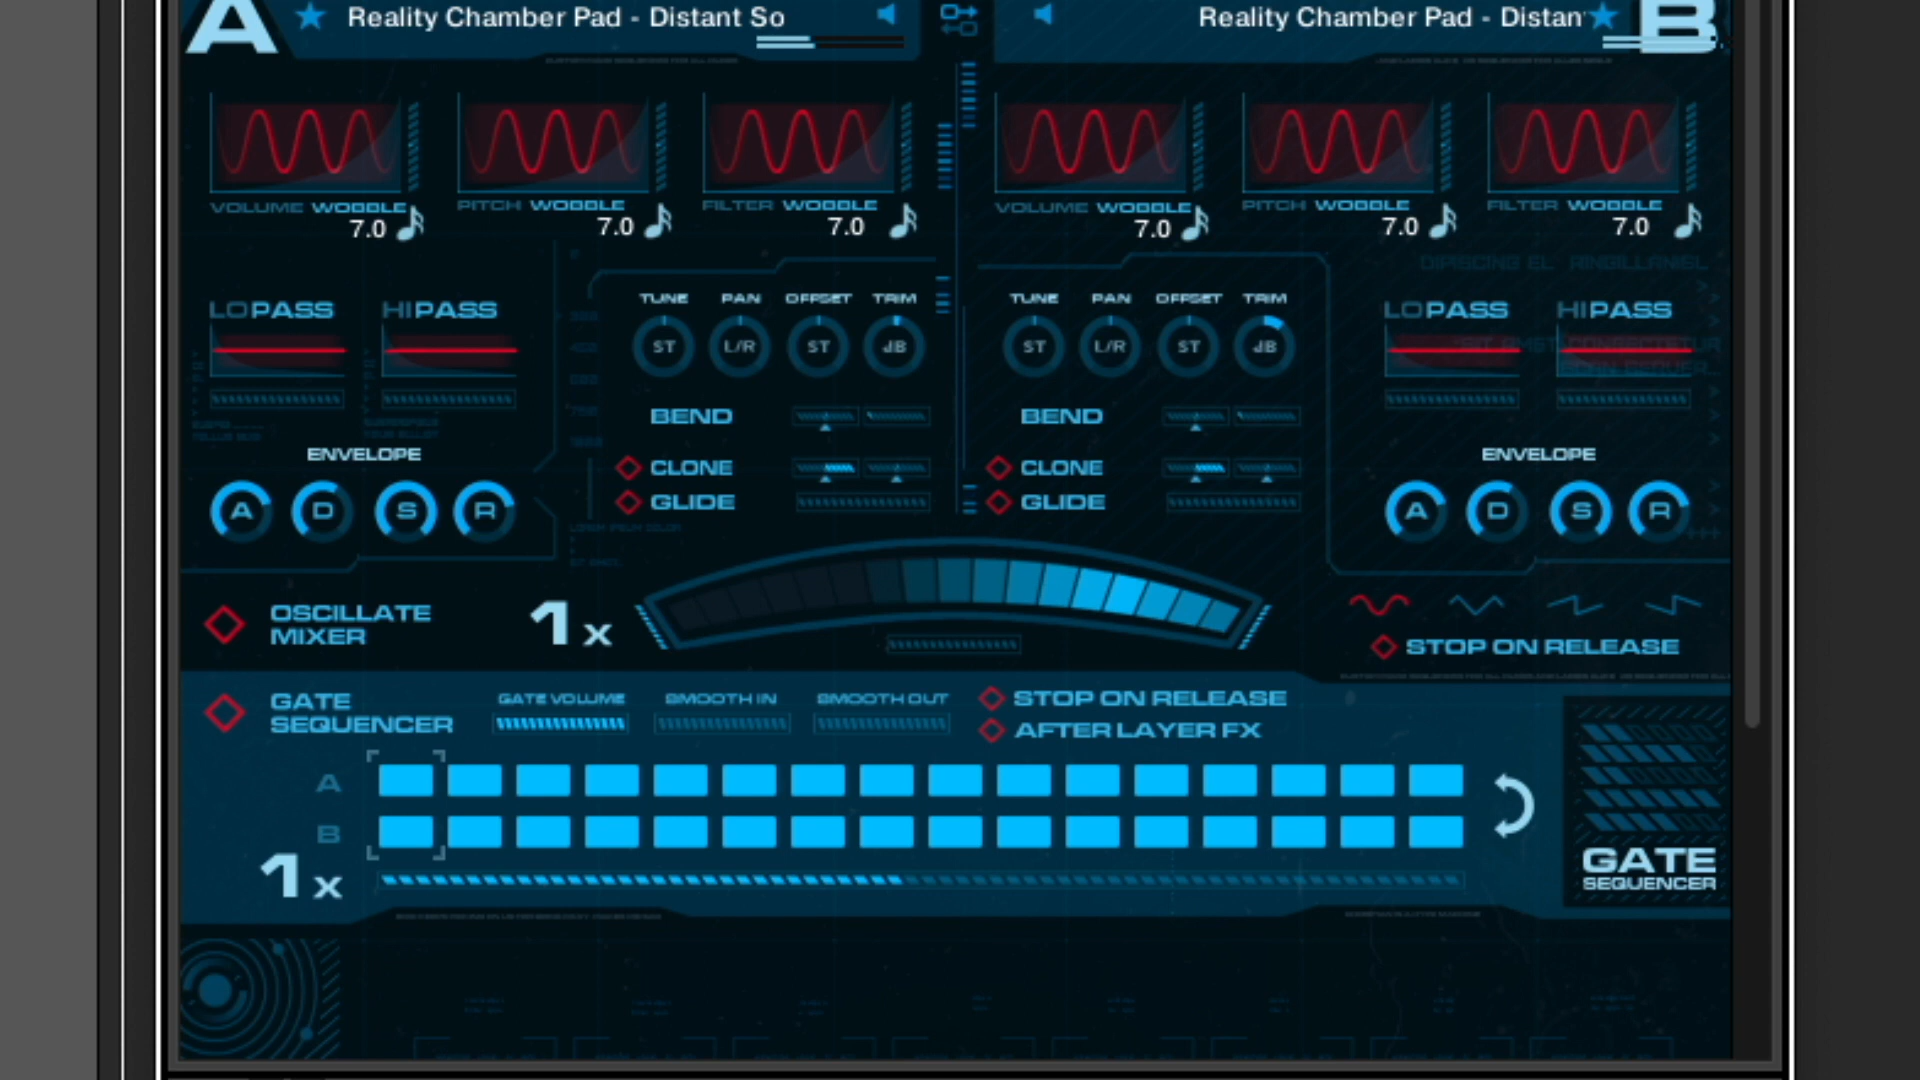 A Reality Chamber Pad - Distant So
Reality Chamber Pad - Distan B
VOLUME WOBBLE 7.0
PITCH WOBBLE 7.0
FILTER WOBBLE 7.0
VOLUME WOBBLE 7.0
PITCH WOBBLE 7.0
FILTER WOBBLE 7.0
LOPASS HIPASS
TUNE PAN OFFSET TRIM
ST L/R ST dB
BEND
CLONE
GLIDE
TUNE PAN OFFSET TRIM
ST L/R ST dB
BEND
CLONE
GLIDE
LOPASS HIPASS
ENVELOPE
A D S R
ENVELOPE
A D S R
OSCILLATE
MIXER
1x
STOP ON RELEASE
GATE
SEQUENCER
GATE VOLUME
SMOOTH IN
SMOOTH OUT
STOP ON RELEASE
AFTER LAYER FX
A
B
1x
GATE
SEQUENCER